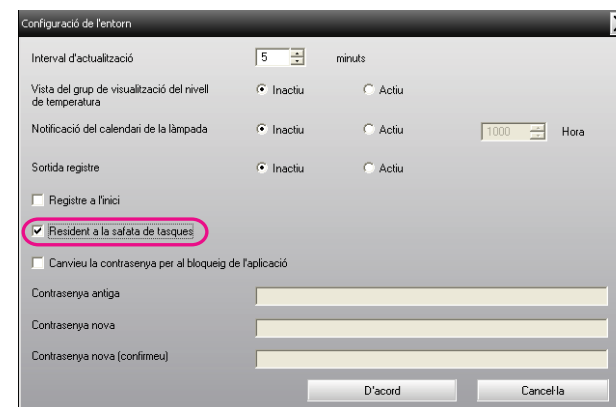 Configuració de l'entorn
Interval d'actualització 5 minuts
Vista del grup de visualització del nivell
de temperatura
Inactiu Actiu
Notificació del calendari de la làmpada Inactiu Actiu 1000 Hora
Sortida registre Inactiu Actiu
Registre a l'inici
Resident a la safata de tasques
Canvieu la contrasenya per al bloqueig de l'aplicació
Contrasenya antiga
Contrasenya nova
Contrasenya nova (confirmeu)
D'acord Cancel·la